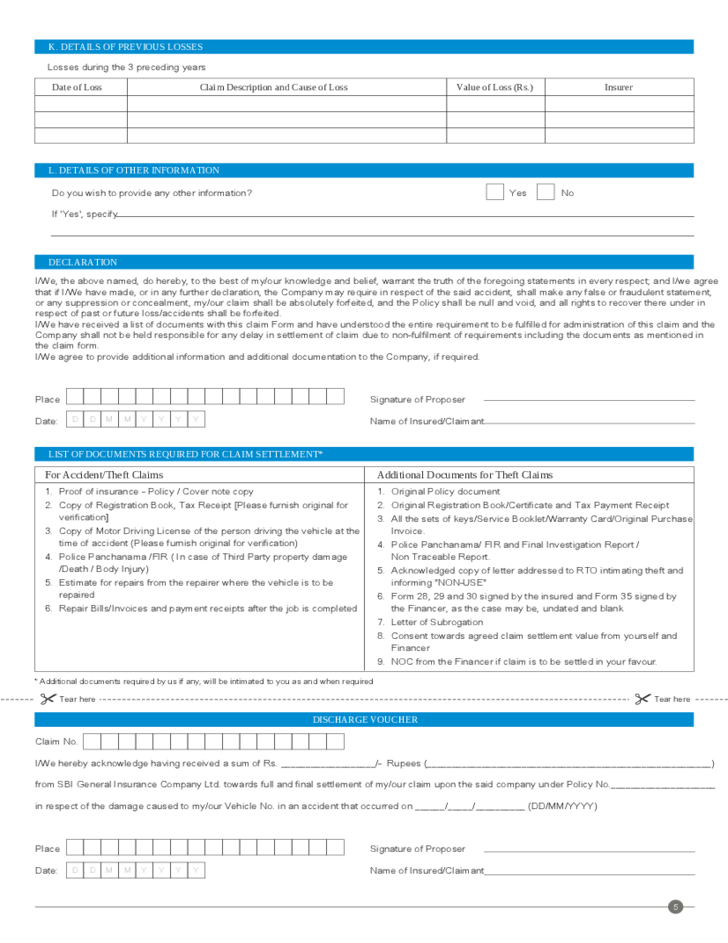 K. DETAILS OF PREVIOUS LOSSES
Losses during the 3 preceding years
Date of Loss Claim Description and Cause of Loss Value of Loss (Rs.) Insurer
L. DETAILS OF OTHER INFORMATION
Do you wish to provide any other information? Yes No
If 'Yes', specify
DECLARATION
I/We, the above named, do hereby, to the best of my/our knowledge and belief, warrant the truth of the foregoing statements in every respect; and I/we agree
that if I/We have made, or in any further declaration, the Company may require in respect of the said accident, shall make any false or fraudulent statement,
or any suppression or concealment, my/our claim shall be absolutely forfeited, and the Policy shall be null and void, and all rights to recover there under in
respect of past or future loss/accidents shall be forfeited.
I/We have received a list of documents with this claim Form and have understood the entire requirement to be fulfilled for administration of this claim and the
Company shall not be held responsible for any delay in settlement of claim due to non-fulfilment of requirements including the documents as mentioned in
the claim form.
I/We agree to provide additional information and additional documentation to the Company, if required.
Place Signature of Proposer
Date: D D M M Y Y Y Y Name of Insured/Claimant
LIST OF DOCUMENTS REQUIRED FOR CLAIM SETTLEMENT*
For Accident/Theft Claims
1. Proof of insurance - Policy / Cover note copy
2. Copy of Registration Book, Tax Receipt [Please furnish original for
verification]
3. Copy of Motor Driving License of the person driving the vehicle at the
time of accident (Please furnish original for verification)
4. Police Panchanama /FIR ( In case of Third Party property damage
/Death / Body Injury)
5. Estimate for repairs from the repairer where the vehicle is to be
repaired
6. Repair Bills/Invoices and payment receipts after the job is completed
Additional Documents for Theft Claims
1. Original Policy document
2. Original Registration Book/Certificate and Tax Payment Receipt
3. All the sets of keys/Service Booklet/Warranty Card/Original Purchase
Invoice.
4. Police Panchanama/ FIR and Final Investigation Report /
Non Traceable Report.
5. Acknowledged copy of letter addressed to RTO intimating theft and
informing "NON-USE"
6. Form 28, 29 and 30 signed by the insured and Form 35 signed by
the Financer, as the case may be, undated and blank
7. Letter of Subrogation
8. Consent towards agreed claim settlement value from yourself and
Financer
9. NOC from the Financer if claim is to be settled in your favour.
* Additional documents required by us if any, will be intimated to you as and when required
Tear here Tear here
DISCHARGE VOUCHER
Claim No.
I/We hereby acknowledge having received a sum of Rs. ____________________/- Rupees (____________________________________________________________)
from SBI General Insurance Company Ltd. towards full and final settlement of my/our claim upon the said company under Policy No.______________________
in respect of the damage caused to my/our Vehicle No. in an accident that occurred on ______/_____/__________ (DD/MM/YYYY)
Place Signature of Proposer
Date: D D M M Y Y Y Y Name of Insured/Claimant
5